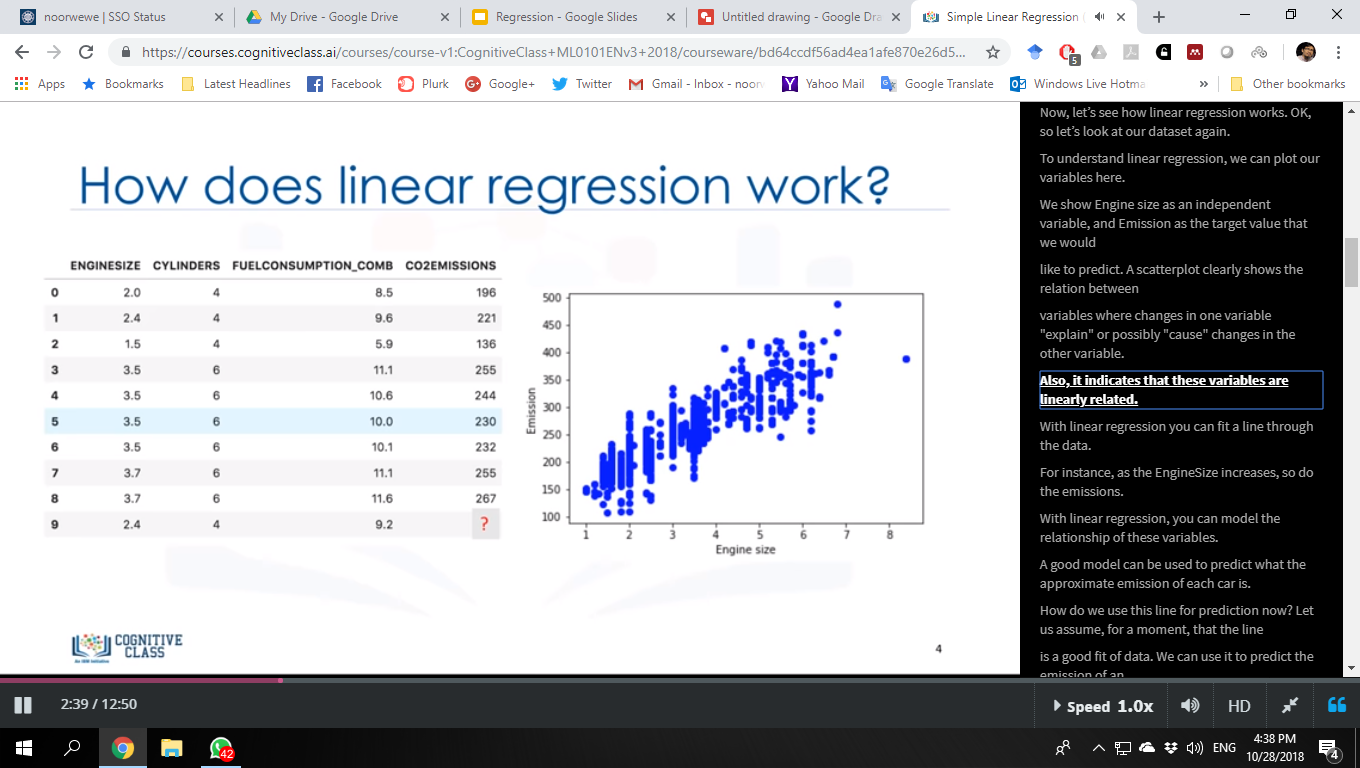 noorwewe | SSO Status
My Drive - Google Drive
Regression - Google Slides
Untitled drawing - Google Dra
Simple Linear Regression
https://courses.cognitiveclass.ai/courses/course-v1:CognitiveClass+ML0101ENv3+2018/courseware/bd64ccdf56ad4ea1afe870e26d5...
5
Apps
Bookmarks
Latest Headlines
Facebook
Plurk
Google+
Twitter
Gmail - Inbox - noorw
Yahoo Mail
Google Translate
Windows Live Hotma
»
Other bookmarks
How does linear regression work?
ENGINESIZE CYLINDERS FUELCONSUMPTION_COMB CO2EMISSIONS
0 2.0 4 8.5 196
1 2.4 4 9.6 221
2 1.5 4 5.9 136
3 3.5 6 11.1 255
4 3.5 6 10.6 244
5 3.5 6 10.0 230
6 3.5 6 10.1 232
7 3.7 6 11.1 255
8 3.7 6 11.6 267
9 2.4 4 9.2 ?
500
450
400
350
300
250
200
150
100
Emission
1 2 3 4 5 6 7 8
Engine size
COGNITIVE
CLASS
An IBM Initiative
4
Now, let's see how linear regression works. OK,
so let's look at our dataset again.
To understand linear regression, we can plot our
variables here.
We show Engine size as an independent
variable, and Emission as the target value that
we would
like to predict. A scatterplot clearly shows the
relation between
variables where changes in one variable
"explain" or possibly "cause" changes in the
other variable.
Also, it indicates that these variables are
linearly related.
With linear regression you can fit a line through
the data.
For instance, as the EngineSize increases, so do
the emissions.
With linear regression, you can model the
relationship of these variables.
A good model can be used to predict what the
approximate emission of each car is.
How do we use this line for prediction now? Let
us assume, for a moment, that the line
is a good fit of data. We can use it to predict the
emission of an
2:39 / 12:50
Speed 1.0x
HD
42
ENG
4:38 PM
10/28/2018
4